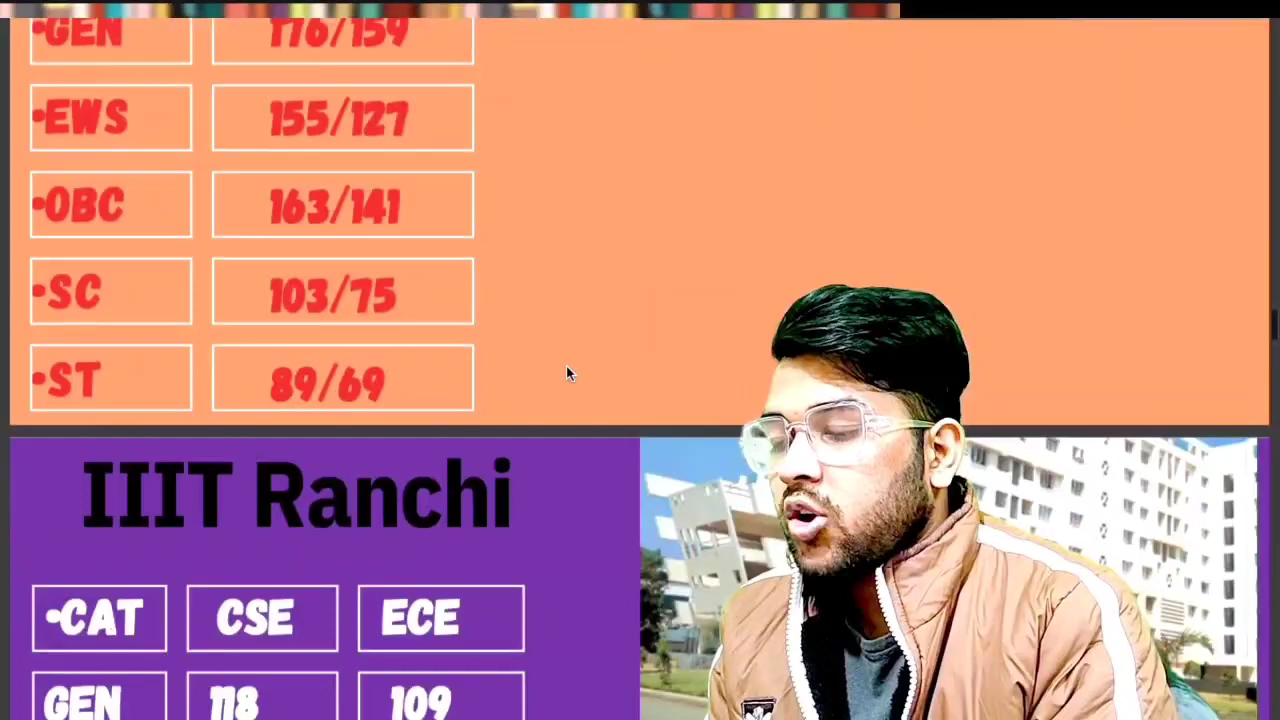 •GEN 176/159
•EWS 155/127
•OBC 163/141
•SC 103/75
•ST 89/69
IIIT Ranchi
•CAT CSE ECE
GEN 118 109